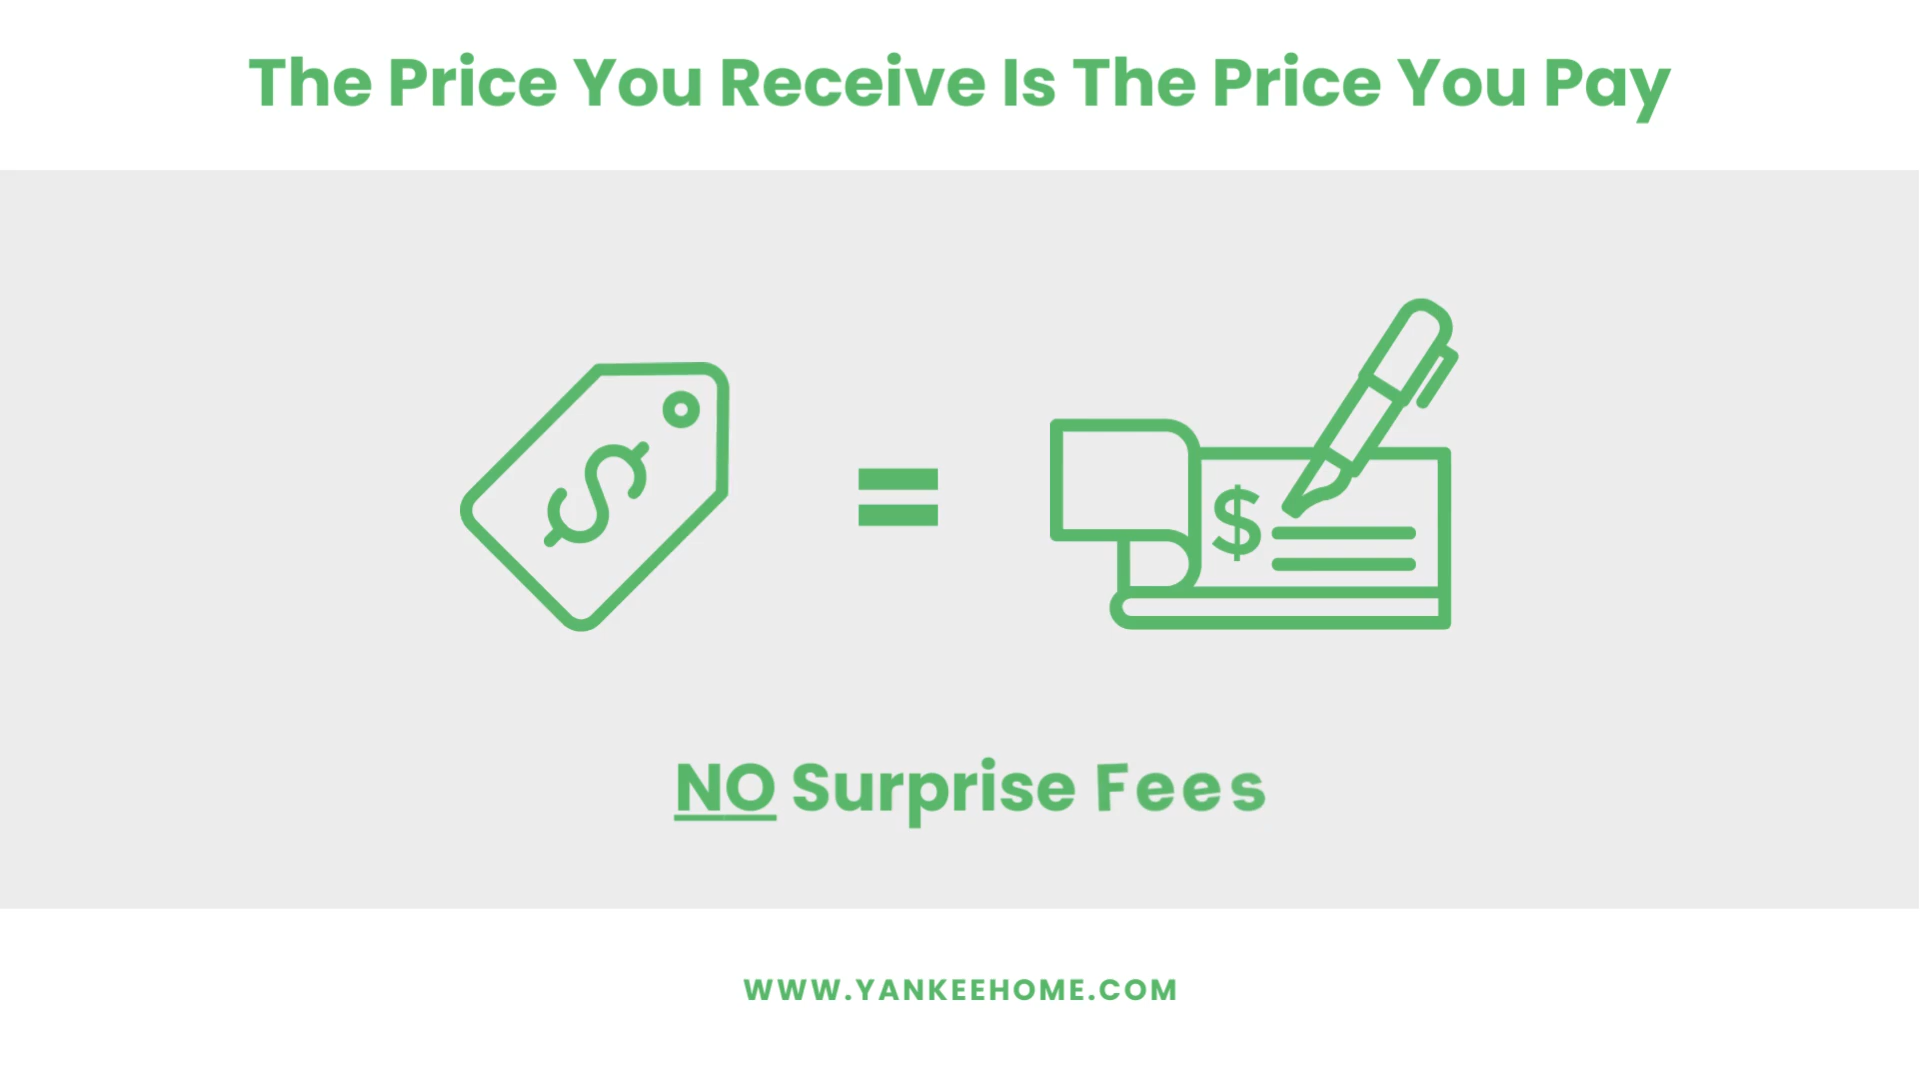 The Price You Receive Is The Price You Pay
$
=
$
NO Surprise Fees
WWW.YANKEEHOME.COM